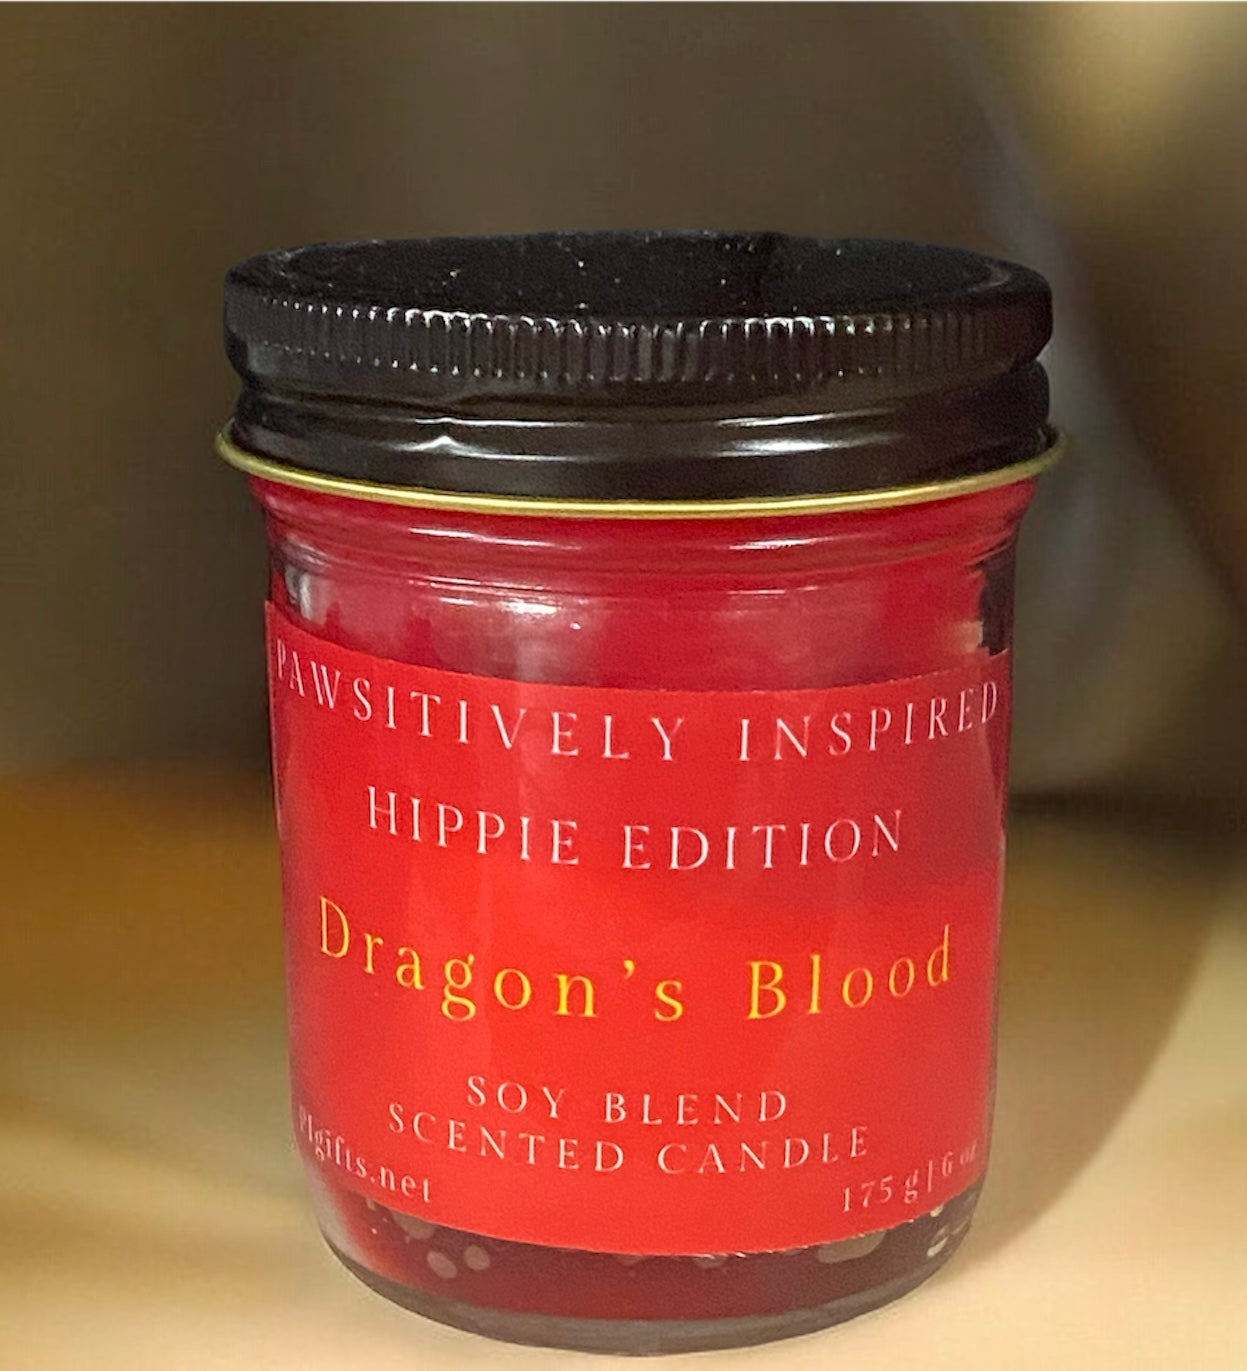 PAWSITIVELY INSPIRED
HIPPIE EDITION
Dragon's Blood
SOY BLEND
SCENTED CANDLE
PIgifts.net
175 g | 6 oz